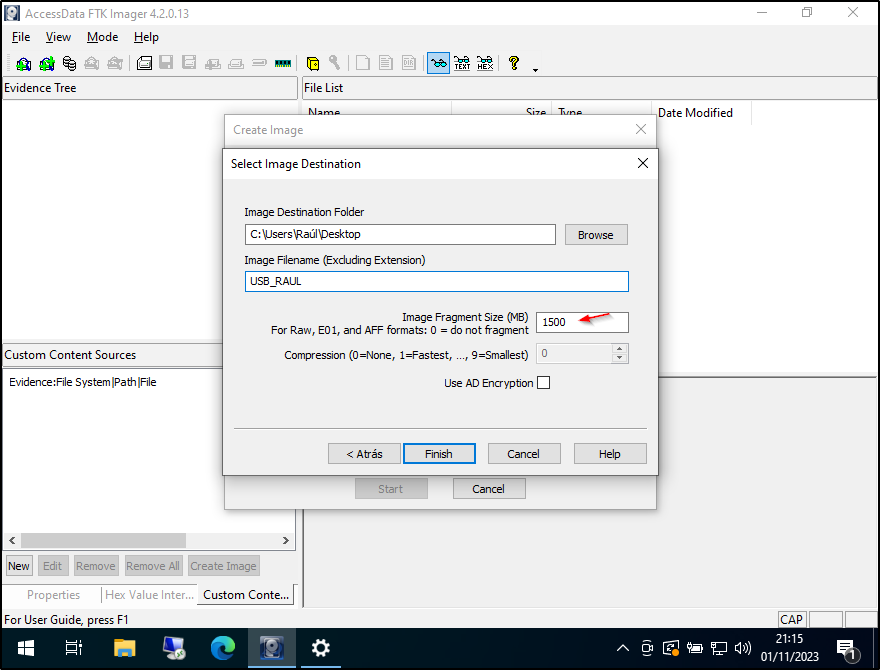 AccessData FTK Imager 4.2.0.13
File View Mode Help
TEXT HEX
Evidence Tree
File List
Name Size Type Date Modified
Create Image
Select Image Destination
Image Destination Folder
C:\Users\Raúl\Desktop
Browse
Image Filename (Excluding Extension)
USB_RAUL
Image Fragment Size (MB)
For Raw, E01, and AFF formats: 0 = do not fragment
1500
Compression (0=None, 1=Fastest, ..., 9=Smallest)
0
Use AD Encryption
< Atrás Finish Cancel Help
Start Cancel
Custom Content Sources
Evidence:File System|Path|File
New Edit Remove Remove All Create Image
Properties Hex Value Inter... Custom Conte...
For User Guide, press F1
CAP
21:15
01/11/2023
1